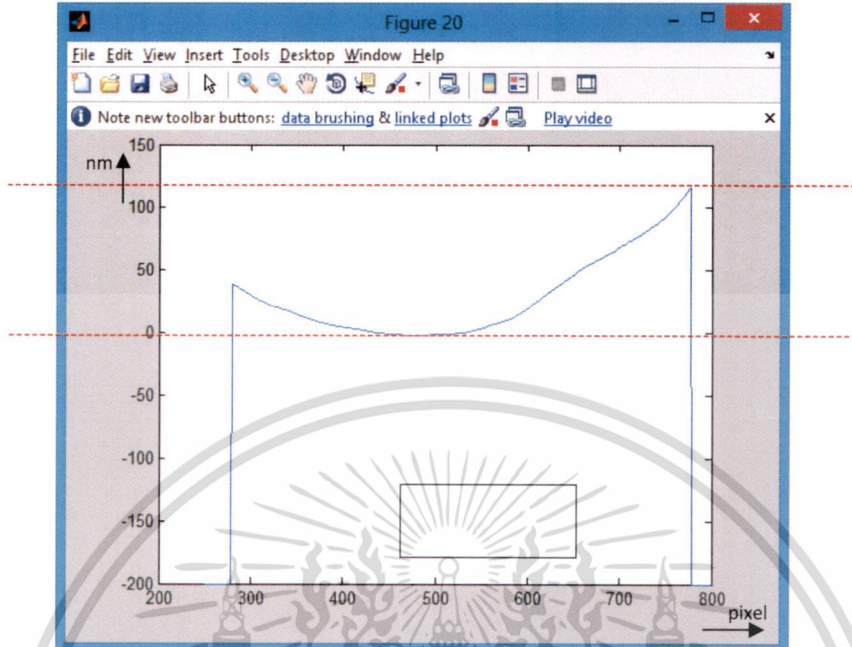 Figure 20
File Edit View Insert Tools Desktop Window Help
Note new toolbar buttons: data brushing & linked plots Play video
nm
150
100
50
0
-50
-100
-150
-200
200 300 400 500 600 700 800
pixel